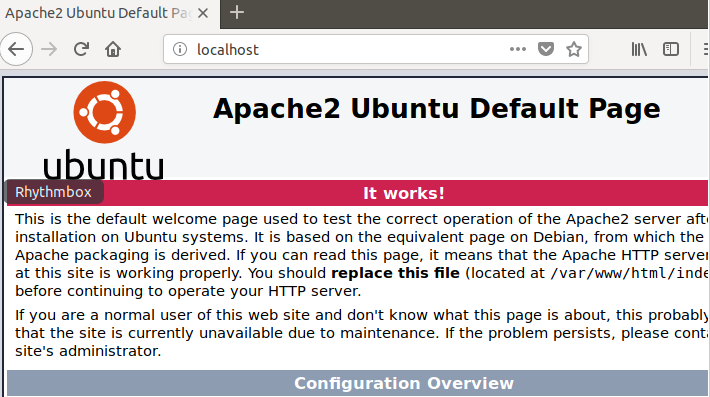 Apache2 Ubuntu Default Pa
localhost
Apache2 Ubuntu Default Page
ubuntu
Rhythmbox
It works!
This is the default welcome page used to test the correct operation of the Apache2 server afte
installation on Ubuntu systems. It is based on the equivalent page on Debian, from which the
Apache packaging is derived. If you can read this page, it means that the Apache HTTP server
at this site is working properly. You should replace this file (located at /var/www/html/inde
before continuing to operate your HTTP server.
If you are a normal user of this web site and don't know what this page is about, this probably
that the site is currently unavailable due to maintenance. If the problem persists, please conta
site's administrator.
Configuration Overview